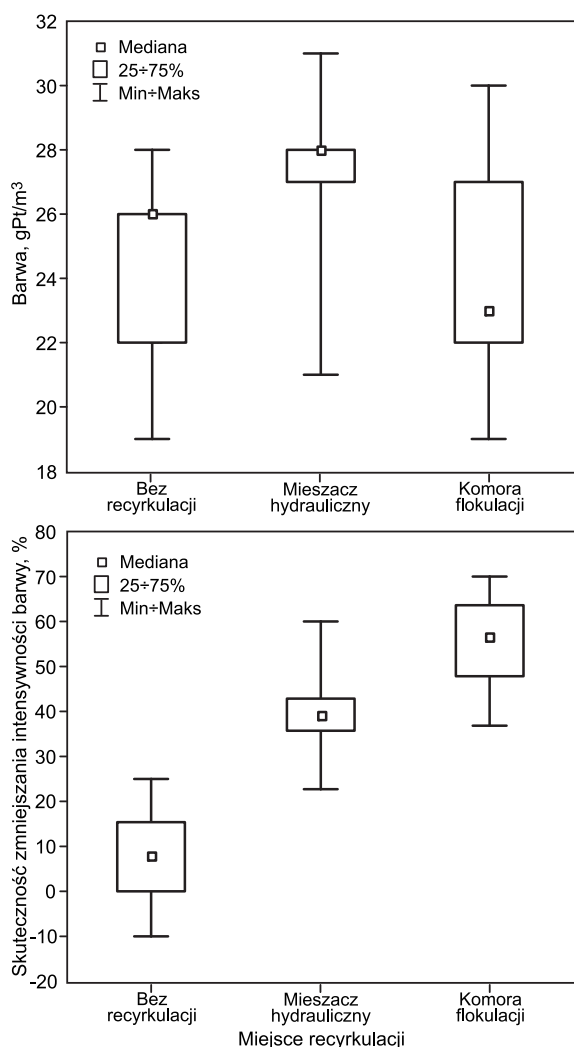 32
30
28
26
24
22
20
18
Barwa, gPt/m³
Mediana
25÷75%
Min÷Maks
Bez
recyrkulacji
Mieszacz
hydrauliczny
Komora
flokulacji
80
70
60
50
40
30
20
10
0
-10
-20
Skuteczność zmniejszania intensywności barwy, %
Mediana
25÷75%
Min÷Maks
Bez
recyrkulacji
Mieszacz
hydrauliczny
Komora
flokulacji
Miejsce recyrkulacji